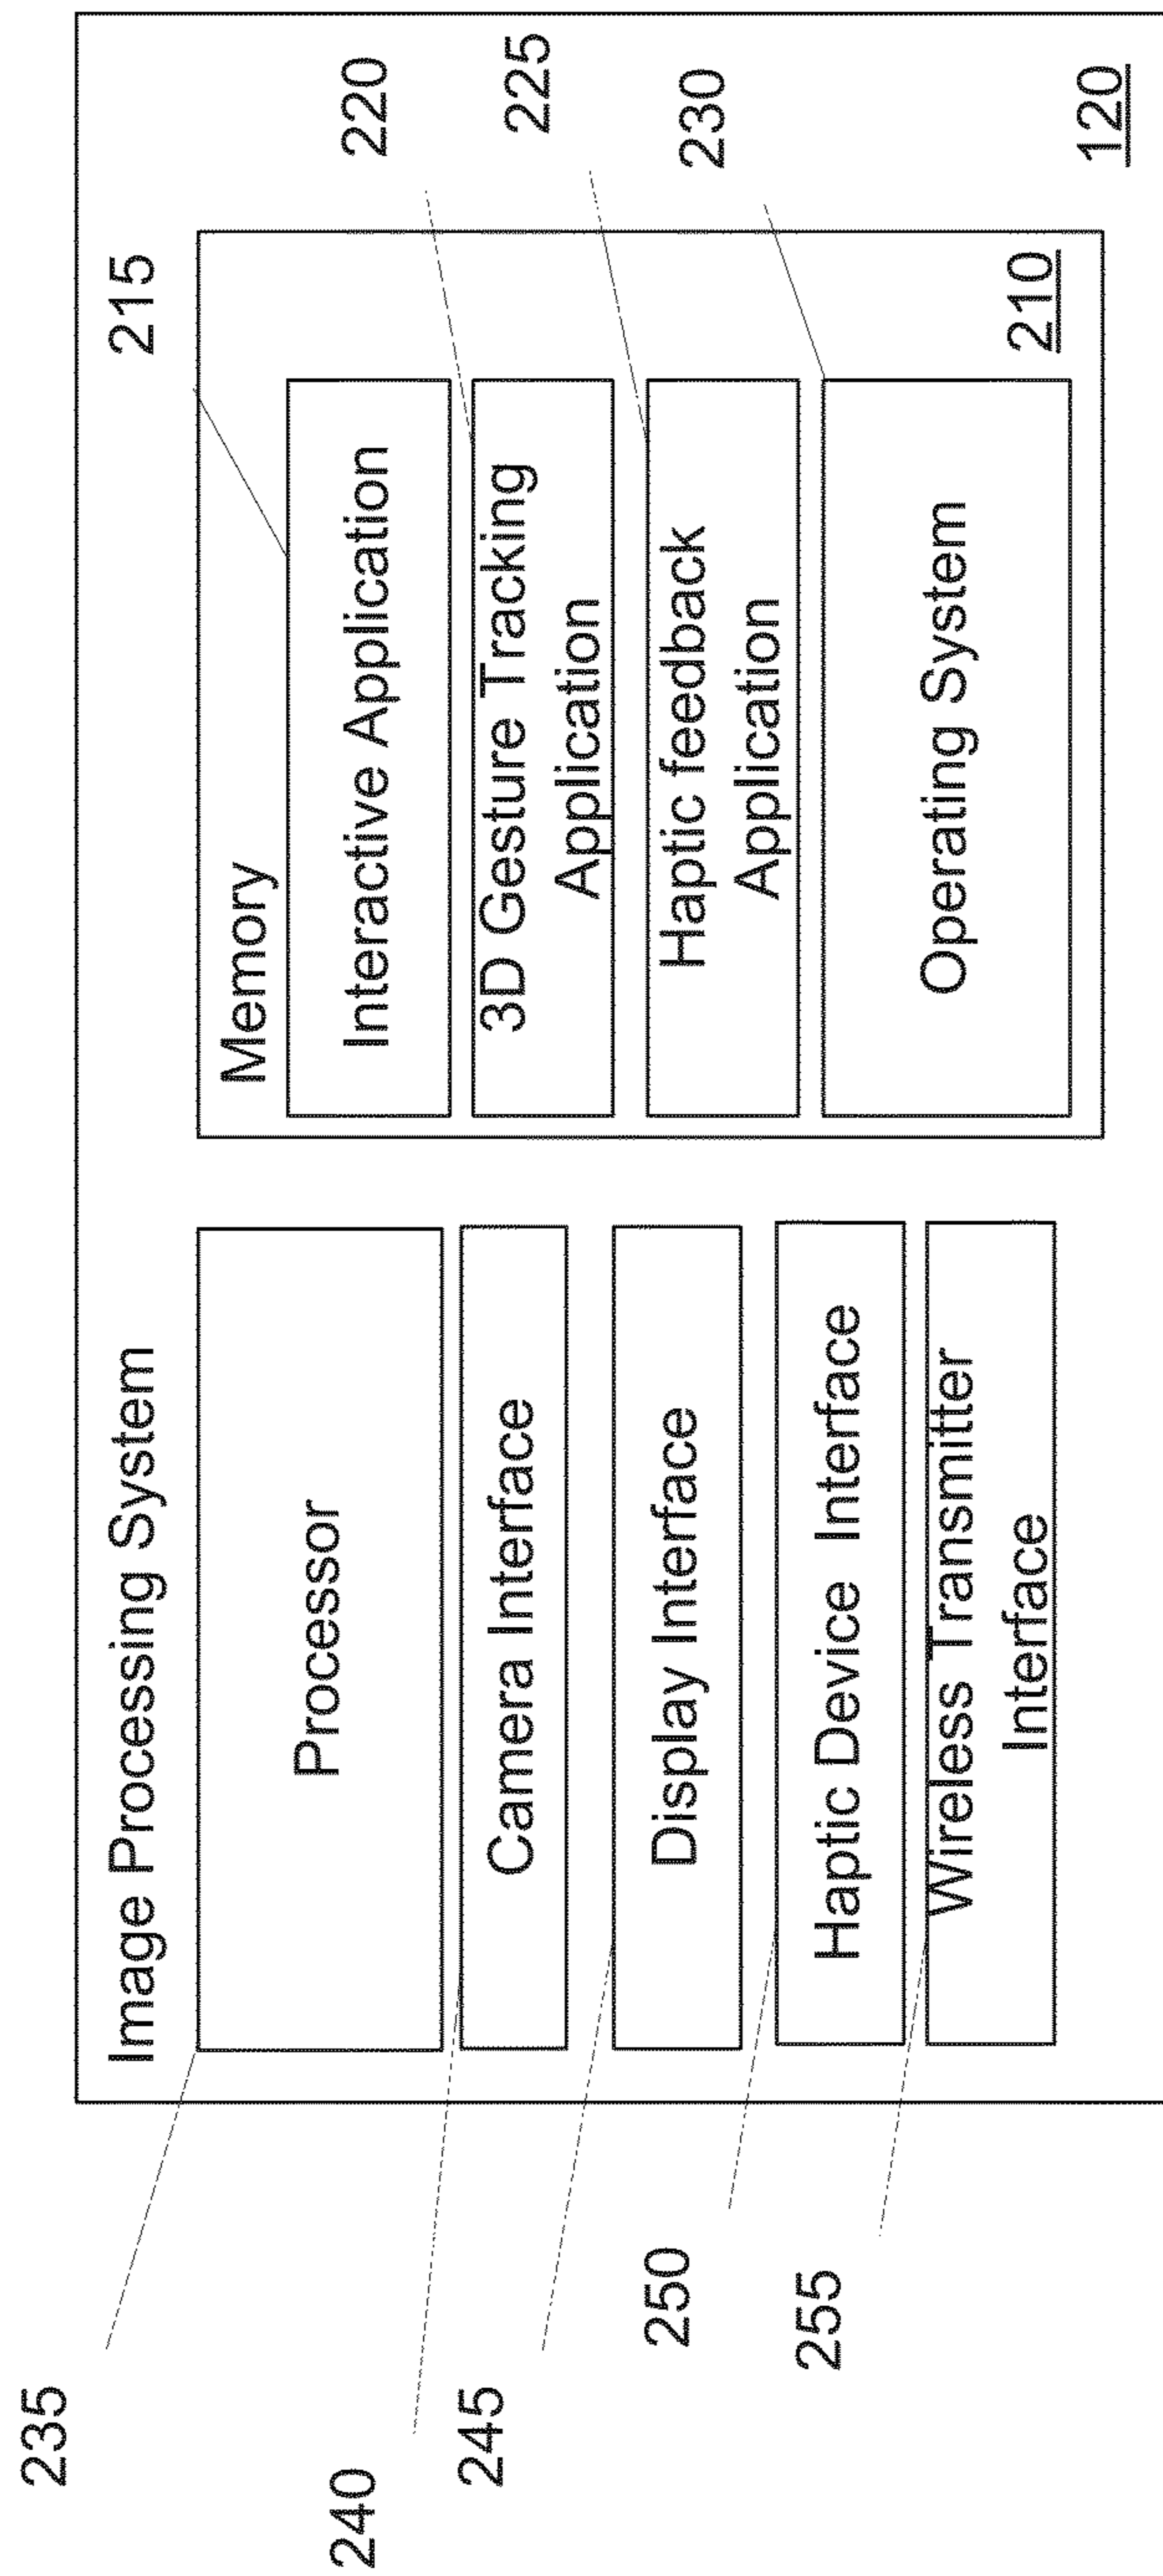 Image Processing System
235
Processor
240
Camera Interface
245
Display Interface
250
Haptic Device Interface
255
Wireless Transmitter
Interface
Memory
215
Interactive Application
220
3D Gesture Tracking
Application
225
Haptic feedback
Application
230
Operating System
210
120